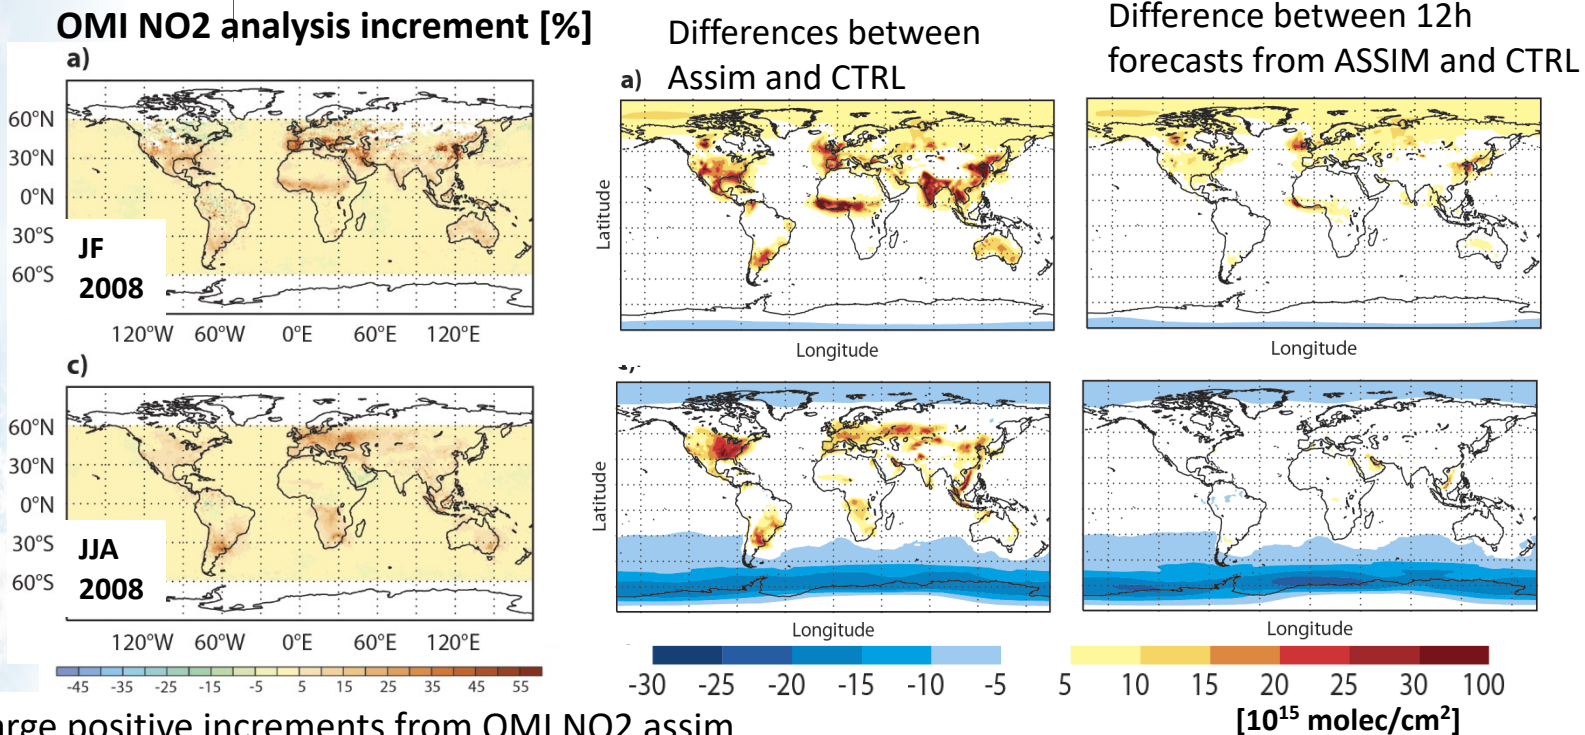 OMI NO2 analysis increment [%]
a)
60°N
30°N
0°N
30°S
60°S
JF
2008
120°W 60°W 0°E 60°E 120°E
c)
60°N
30°N
0°N
30°S
60°S
JJA
2008
120°W 60°W 0°E 60°E 120°E
-45 -35 -25 -15 -5 5 15 25 35 45 55
Differences between
Assim and CTRL
a)
Latitude
Longitude
Latitude
Longitude
Difference between 12h
forecasts from ASSIM and CTRL
Longitude
Longitude
-30 -25 -20 -15 -10 -5 5 10 15 20 25 30 100
[10¹⁵ molec/cm²]
arge positive increments from OMI NO2 assim